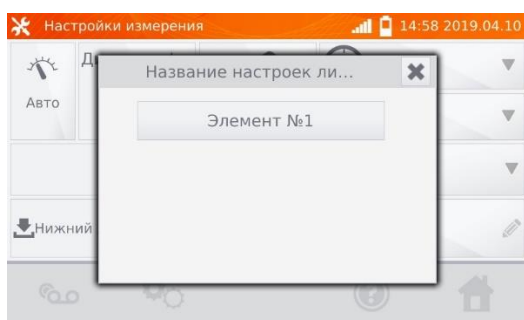 Настройки измерения 14:58 2019.04.10
Название настроек ли...
Авто
Элемент №1
Нижний